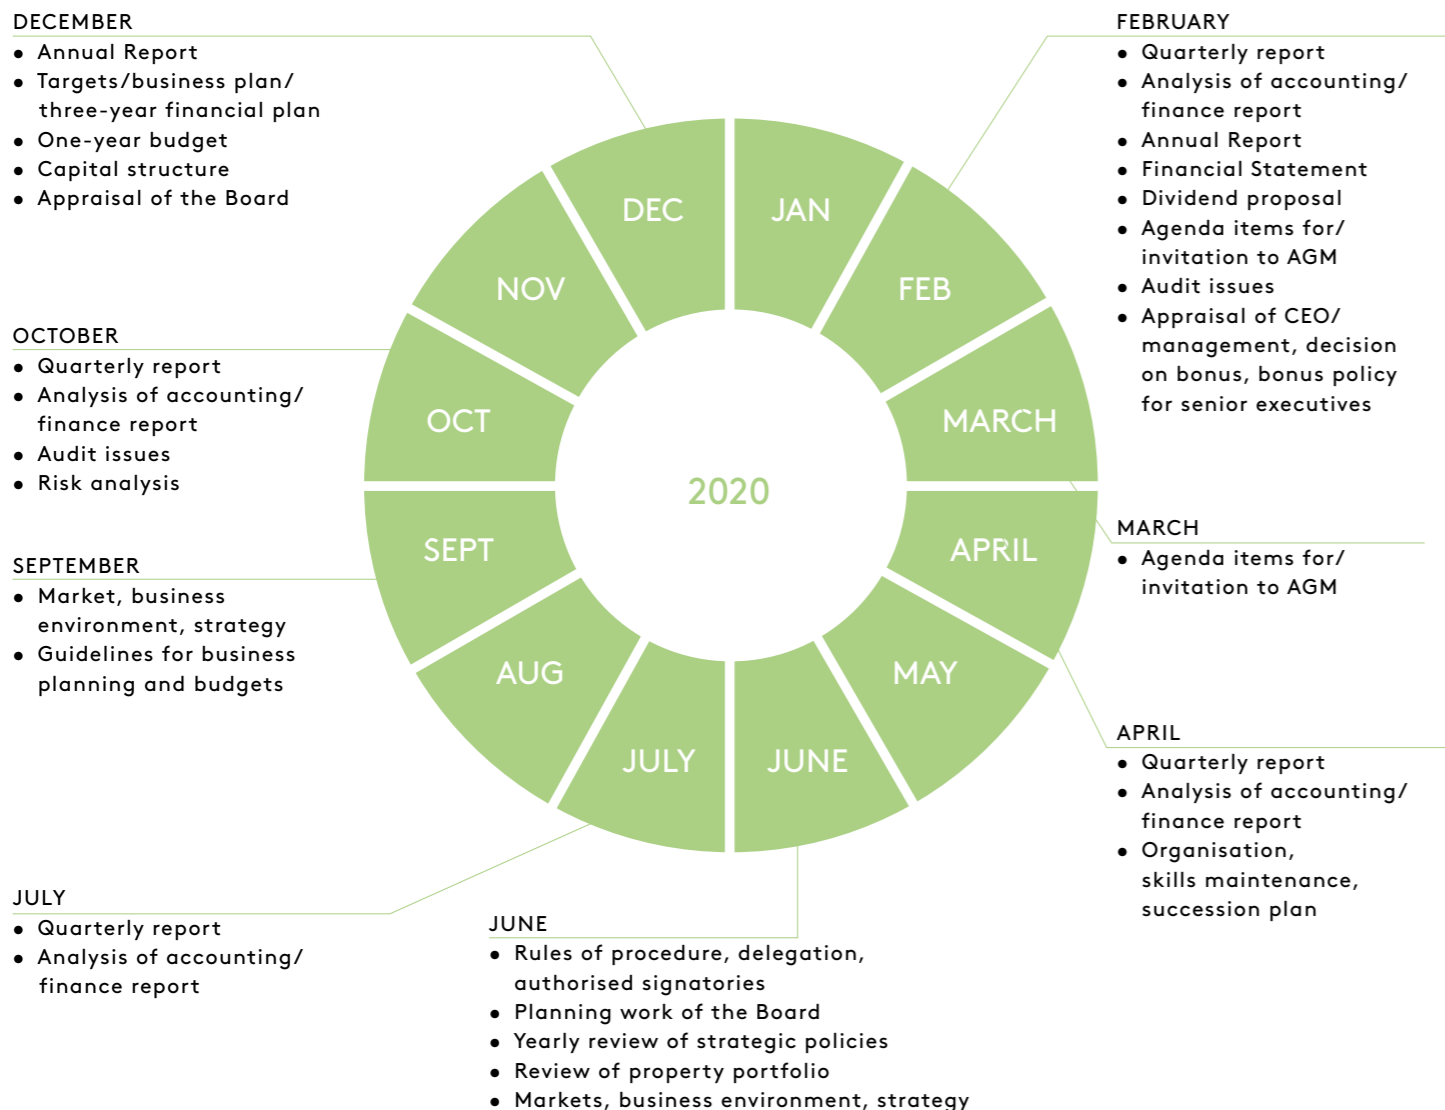 DECEMBER
• Annual Report
• Targets/business plan/
three-year financial plan
• One-year budget
• Capital structure
• Appraisal of the Board
FEBRUARY
• Quarterly report
• Analysis of accounting/
finance report
• Annual Report
• Financial Statement
• Dividend proposal
• Agenda items for/
invitation to AGM
• Audit issues
• Appraisal of CEO/
management, decision
on bonus, bonus policy
for senior executives
OCTOBER
• Quarterly report
• Analysis of accounting/
finance report
• Audit issues
• Risk analysis
SEPTEMBER
• Market, business
environment, strategy
• Guidelines for business
planning and budgets
JAN
FEB
MARCH
APRIL
MAY
JUNE
JULY
AUG
SEPT
OCT
NOV
DEC
2020
MARCH
• Agenda items for/
invitation to AGM
APRIL
• Quarterly report
• Analysis of accounting/
finance report
• Organisation,
skills maintenance,
succession plan
JULY
• Quarterly report
• Analysis of accounting/
finance report
JUNE
• Rules of procedure, delegation,
authorised signatories
• Planning work of the Board
• Yearly review of strategic policies
• Review of property portfolio
• Markets, business environment, strategy